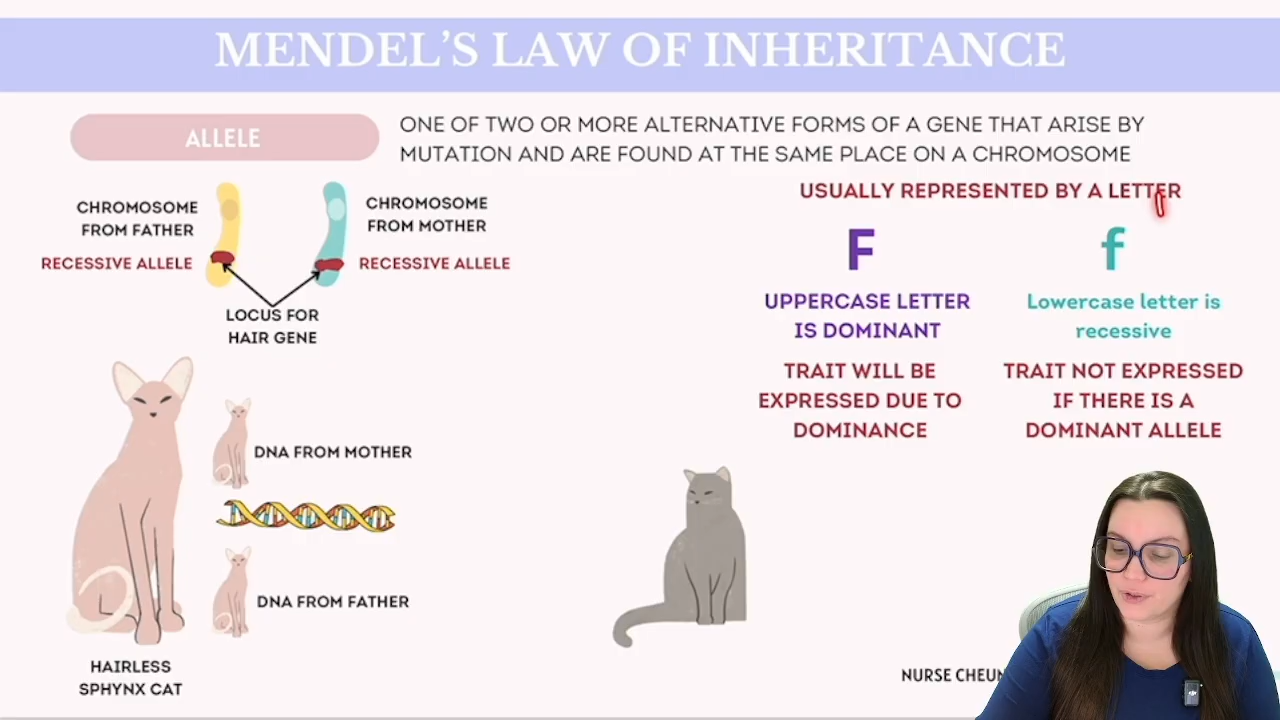 MENDEL'S LAW OF INHERITANCE
ALLELE
ONE OF TWO OR MORE ALTERNATIVE FORMS OF A GENE THAT ARISE BY
MUTATION AND ARE FOUND AT THE SAME PLACE ON A CHROMOSOME
CHROMOSOME
FROM FATHER
RECESSIVE ALLELE
CHROMOSOME
FROM MOTHER
RECESSIVE ALLELE
LOCUS FOR
HAIR GENE
USUALLY REPRESENTED BY A LETTER
F
UPPERCASE LETTER
IS DOMINANT
TRAIT WILL BE
EXPRESSED DUE TO
DOMINANCE
f
Lowercase letter is
recessive
TRAIT NOT EXPRESSED
IF THERE IS A
DOMINANT ALLELE
DNA FROM MOTHER
DNA FROM FATHER
HAIRLESS
SPHYNX CAT
NURSE